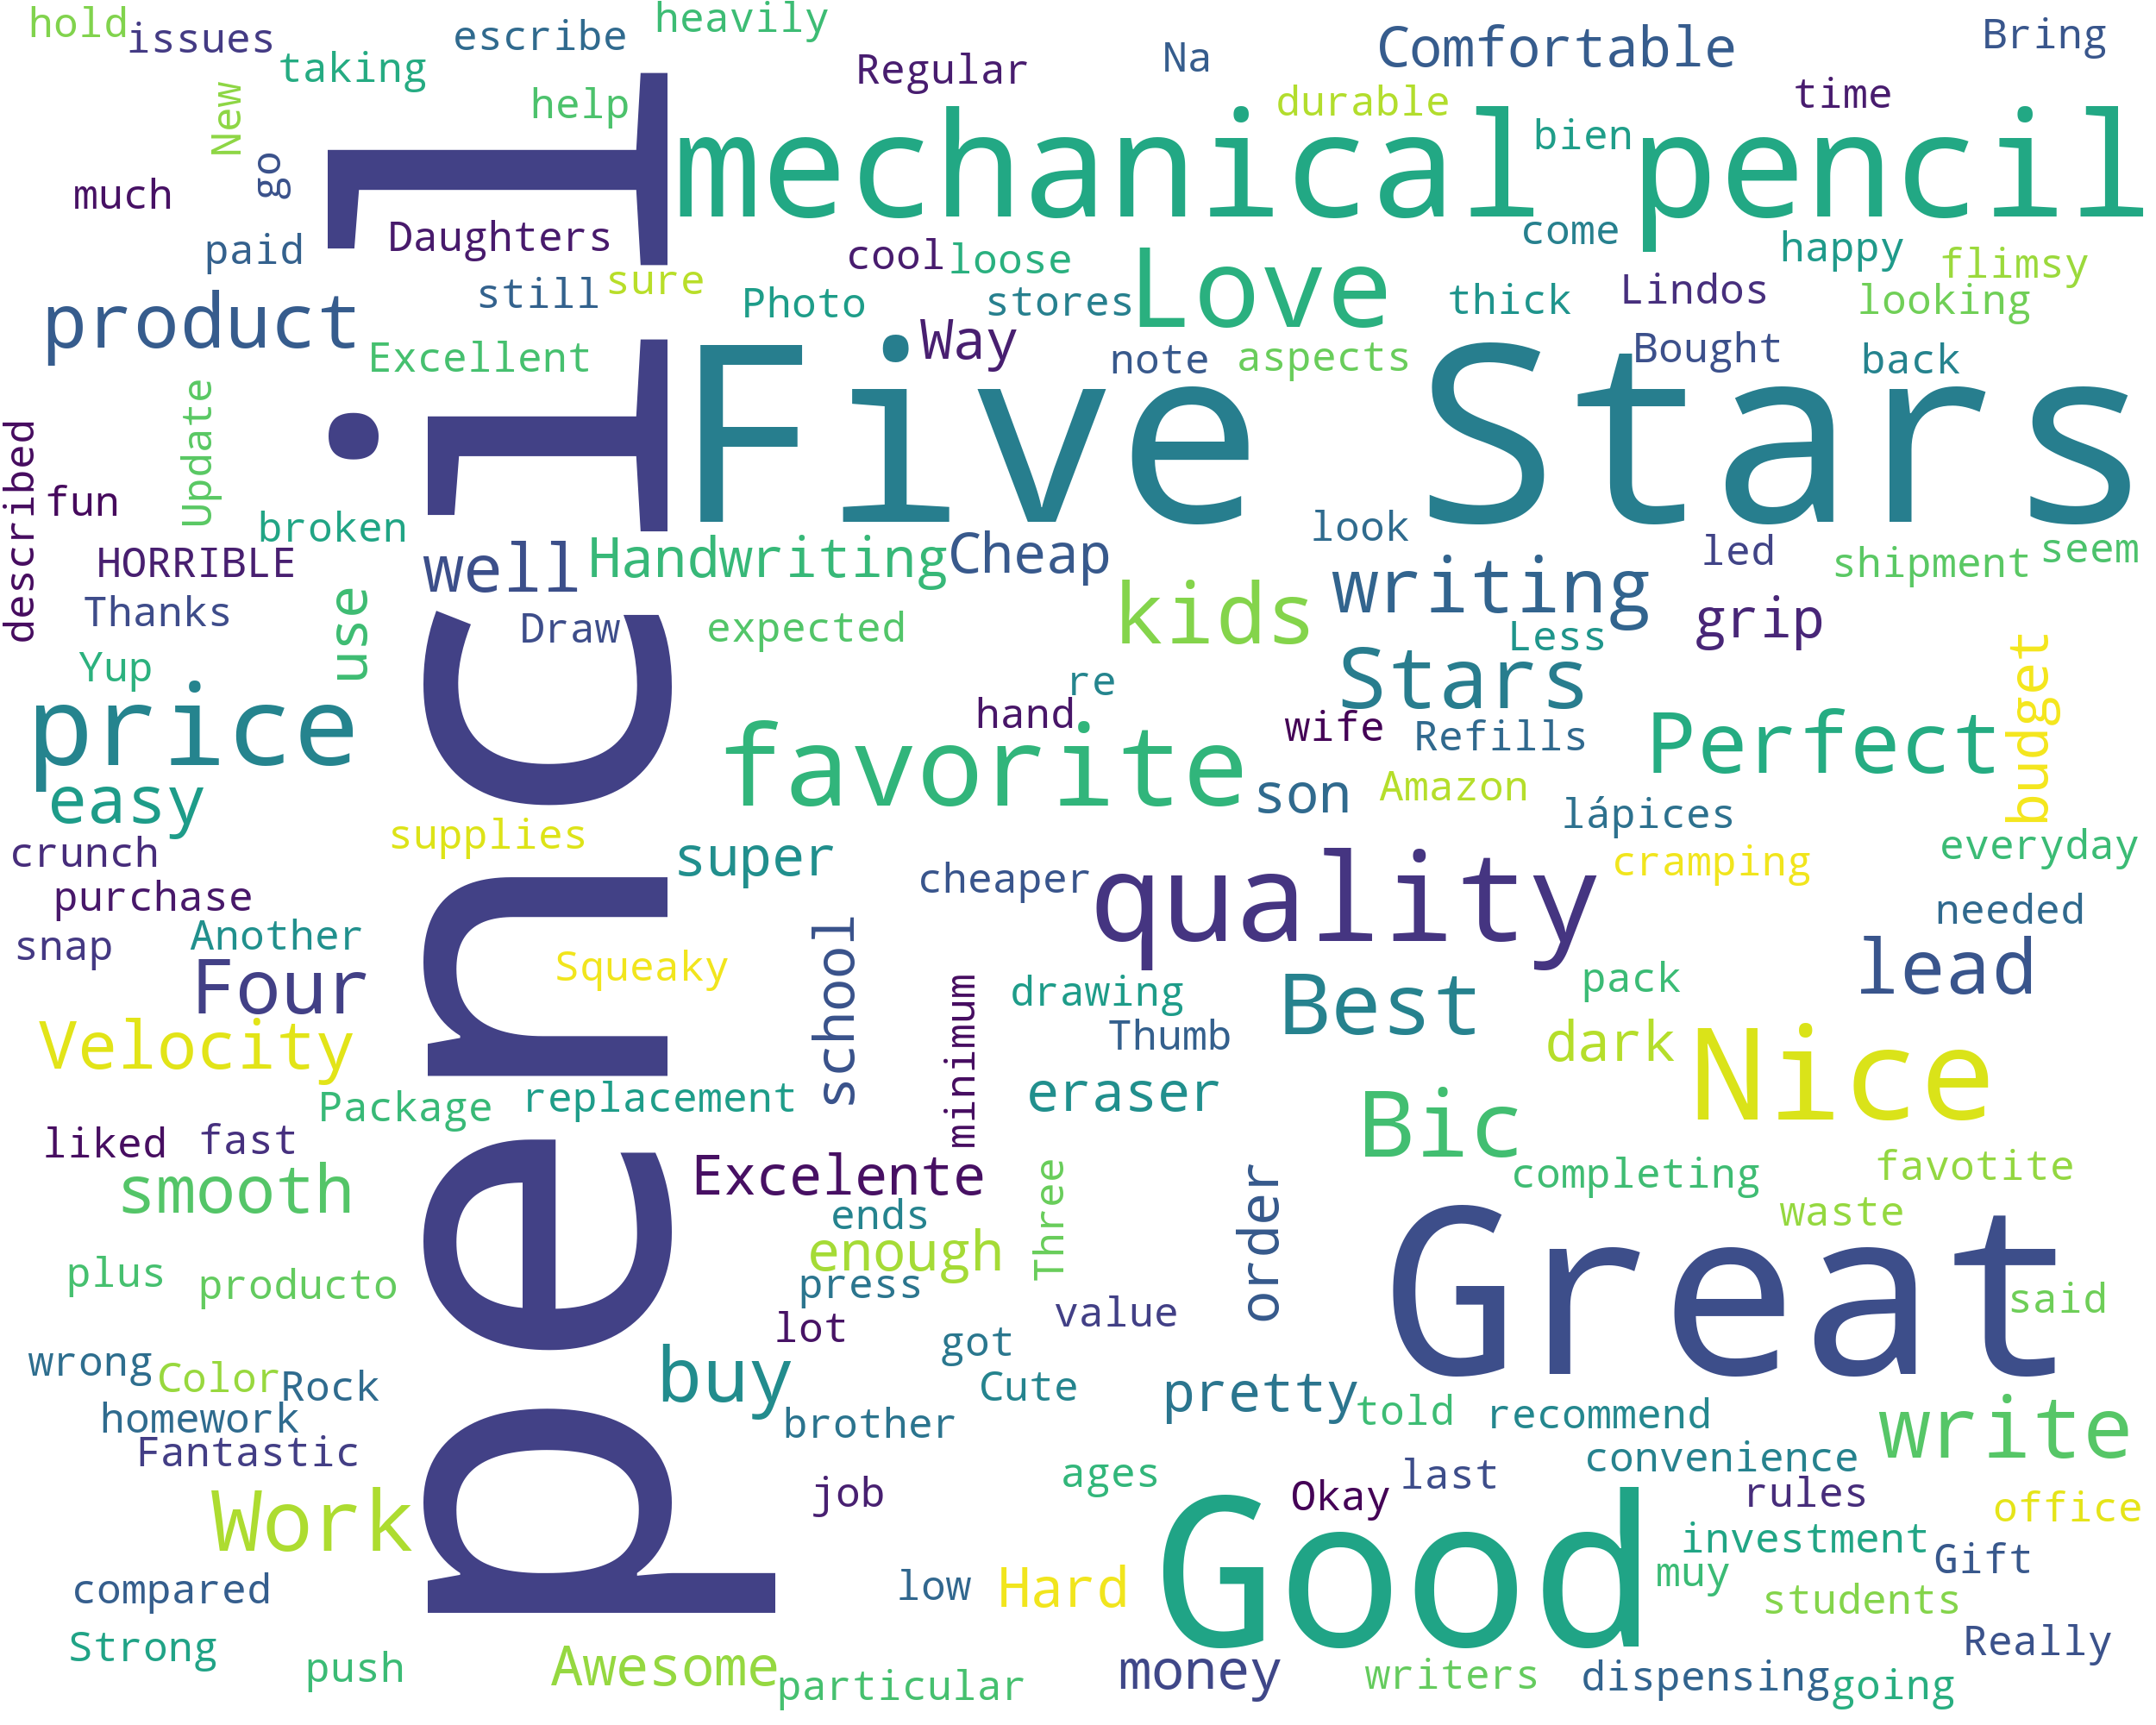 hold
issues
escribe
heavily
taking
Regular
Na
Comfortable
Bring
New
help
durable
time
mechanical pencil
bien
go
much
paid
Daughters
cool
loose
come
happy
flimsy
still
sure
Photo
stores
Love
thick
Lindos
looking
product
Excellent
Way
note
aspects
Bought
back
Five Stars
Update
described
fun
broken
look
HORRIBLE
well
Handwriting
Cheap
writing
led
shipment
seem
Thanks
use
Draw
expected
kids
Less
grip
Yup
re
Stars
budget
price
hand
wife
Refills
Perfect
favorite
easy
son
Amazon
lápices
supplies
crunch
super
cheaper
quality
cramping
everyday
purchase
snap
Another
school
needed
Four
Squeaky
minimum
drawing
Best
pack
lead
Velocity
Thumb
dark
Nice
Package
replacement
eraser
Bic
liked
fast
smooth
Excelente
completing
favotite
pencil
ends
enough
Three
order
waste
Great
plus
producto
press
value
said
lot
got
wrong
Color
Rock
buy
Cute
pretty
homework
brother
told
recommend
write
Fantastic
convenience
Work
job
ages
Okay
last
rules
office
Good
investment
Gift
compared
low
Hard
muy
students
Strong
push
Awesome
particular
money
writers
dispensing
going
Really